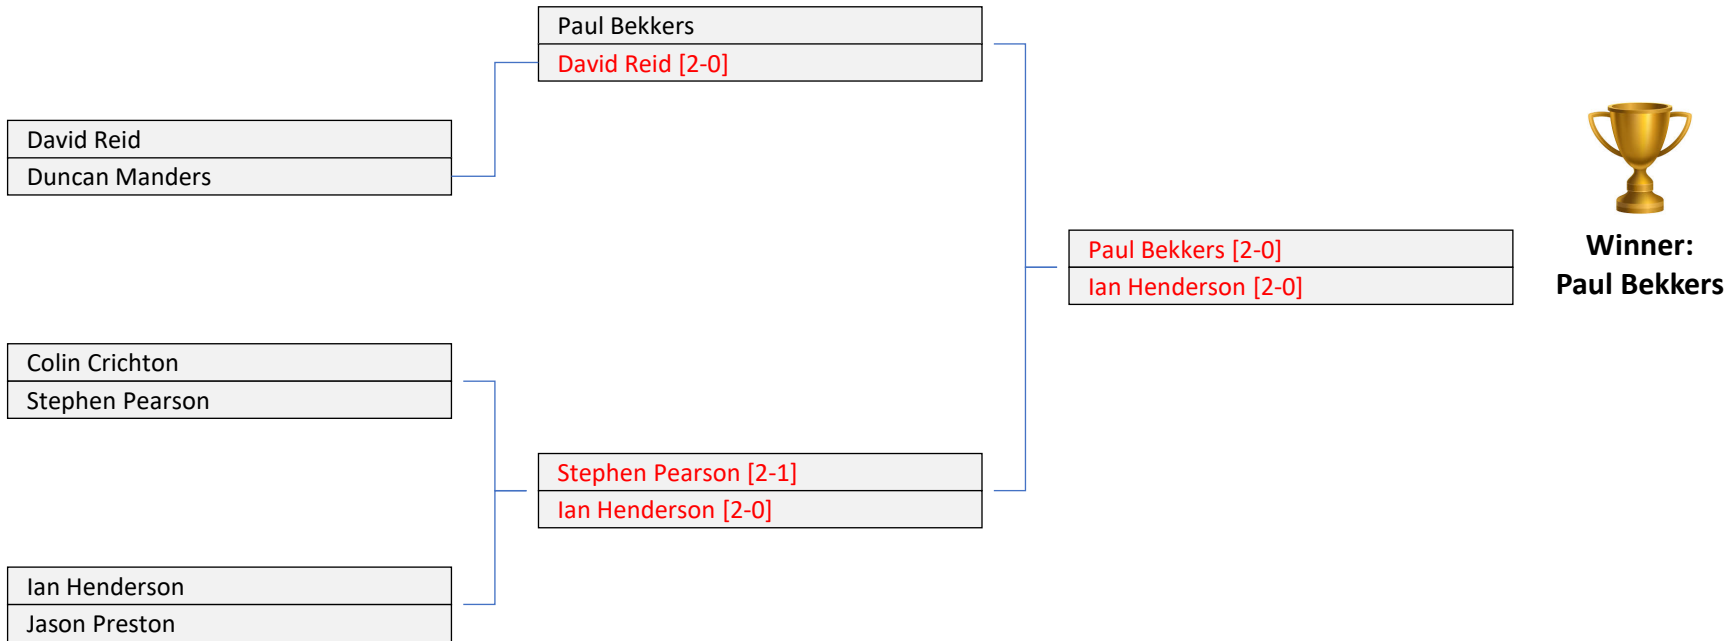 Paul Bekkers
David Reid [2-0]
David Reid
Duncan Manders
Paul Bekkers [2-0]
Ian Henderson [2-0]
Winner:
Paul Bekkers
Colin Crichton
Stephen Pearson
Stephen Pearson [2-1]
Ian Henderson [2-0]
Ian Henderson
Jason Preston